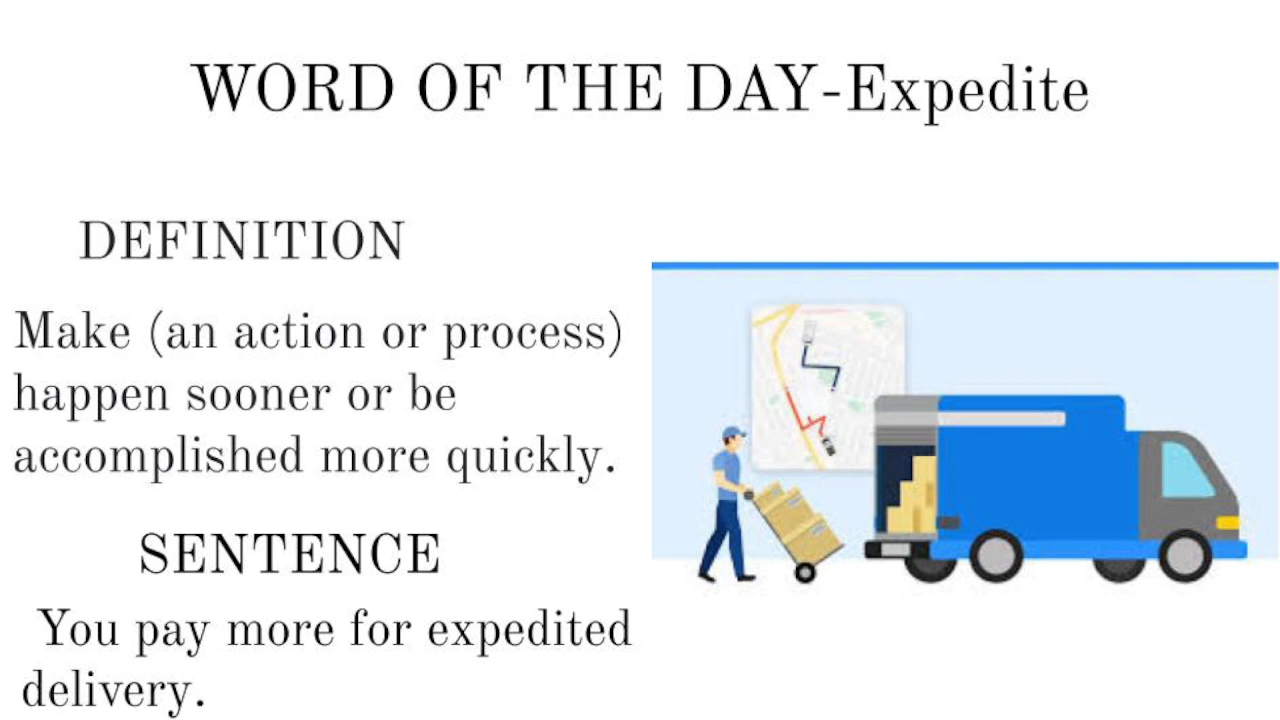 WORD OF THE DAY-Expedite
DEFINITION
Make (an action or process)
happen sooner or be
accomplished more quickly.
SENTENCE
You pay more for expedited
delivery.